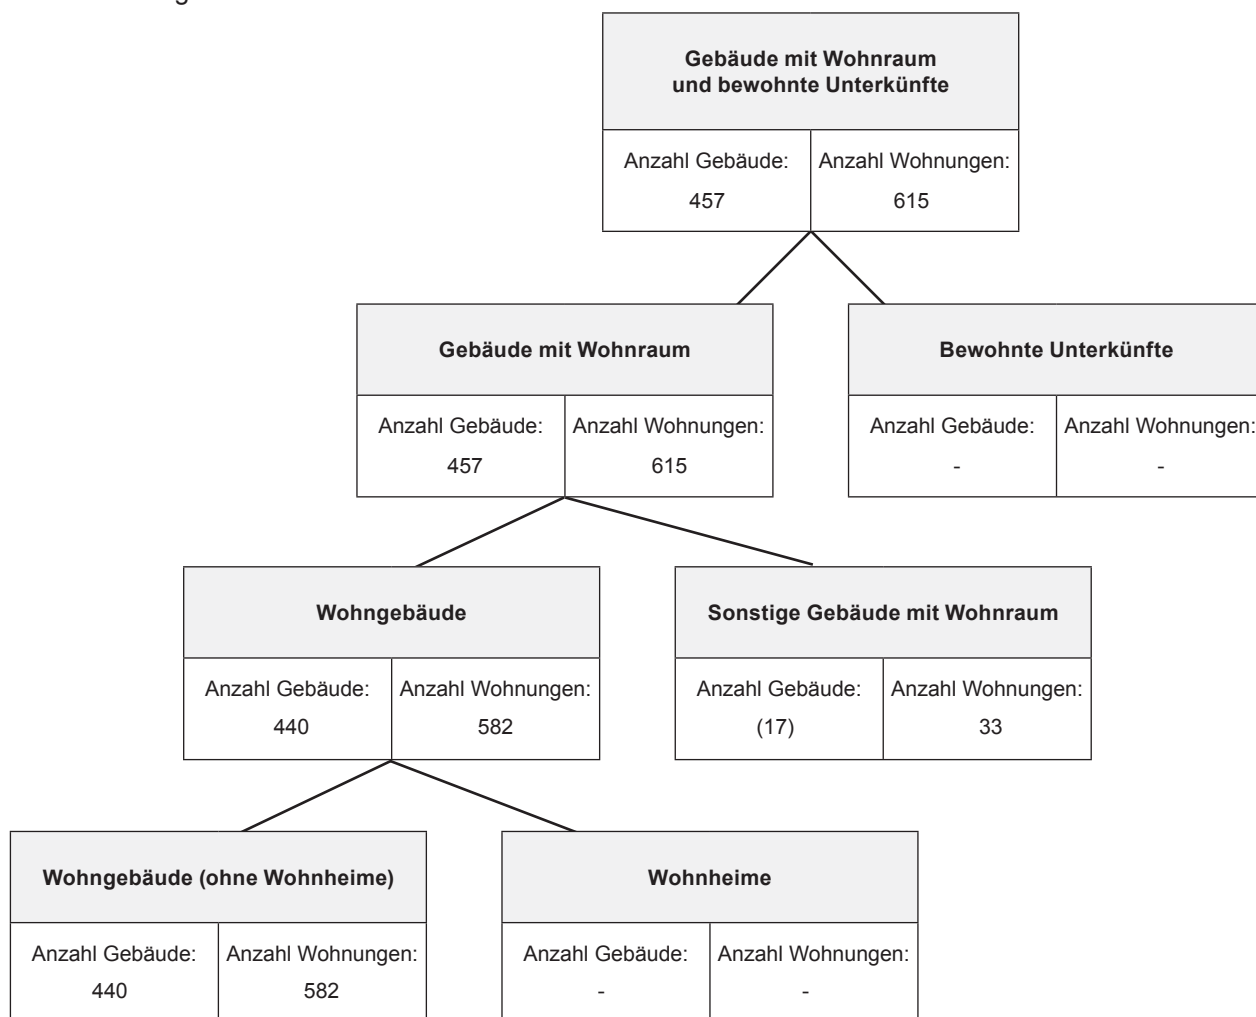 Gebäude mit Wohnraum
und bewohnte Unterkünfte
Anzahl Gebäude: Anzahl Wohnungen:
457 615
Gebäude mit Wohnraum
Anzahl Gebäude: Anzahl Wohnungen:
457 615
Bewohnte Unterkünfte
Anzahl Gebäude: Anzahl Wohnungen:
- -
Wohngebäude
Anzahl Gebäude: Anzahl Wohnungen:
440 582
Sonstige Gebäude mit Wohnraum
Anzahl Gebäude: Anzahl Wohnungen:
(17) 33
Wohngebäude (ohne Wohnheime)
Anzahl Gebäude: Anzahl Wohnungen:
440 582
Wohnheime
Anzahl Gebäude: Anzahl Wohnungen:
- -